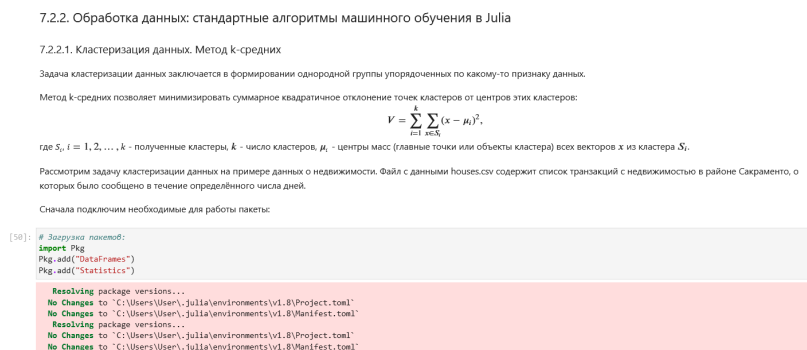 7.2.2. Обработка данных: стандартные алгоритмы машинного обучения в Julia
7.2.2.1. Кластеризация данных. Метод k-средних
Задача кластеризации данных заключается в формировании однородной группы упорядоченных по какому-то признаку данных.
Метод k-средних позволяет минимизировать суммарное квадратичное отклонение точек кластеров от центров этих кластеров:
V = ∑_{i=1}^{k} ∑_{x∈S_i} (x − μ_i)²,
где S_i, i = 1, 2, … , k - полученные кластеры, k - число кластеров, μ_i - центры масс (главные точки или объекты кластера) всех векторов x из кластера S_i.
Рассмотрим задачу кластеризации данных на примере данных о недвижимости. Файл с данными houses.csv содержит список транзакций с недвижимостью в районе Сакраменто, о
которых было сообщено в течение определённого числа дней.
Сначала подключим необходимые для работы пакеты:
[50]: # Загрузка пакетов:
import Pkg
Pkg.add("DataFrames")
Pkg.add("Statistics")
Resolving package versions...
No Changes to `C:\Users\User\.julia\environments\v1.8\Project.toml`
No Changes to `C:\Users\User\.julia\environments\v1.8\Manifest.toml`
Resolving package versions...
No Changes to `C:\Users\User\.julia\environments\v1.8\Project.toml`
No Changes to `C:\Users\User\.julia\environments\v1.8\Manifest.toml`